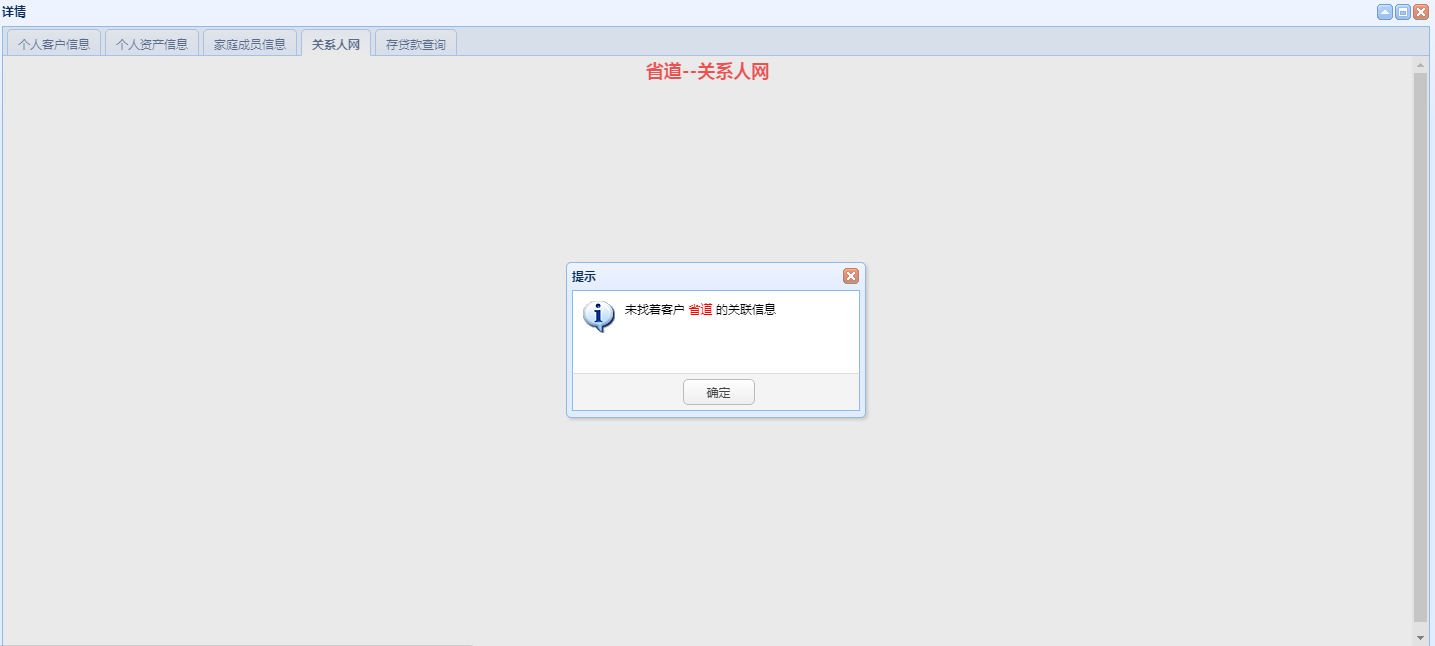 详情
个人客户信息
个人资产信息
家庭成员信息
关系人网
存贷款查询
省道--关系人网
提示
未找着客户 省道 的关联信息
确定